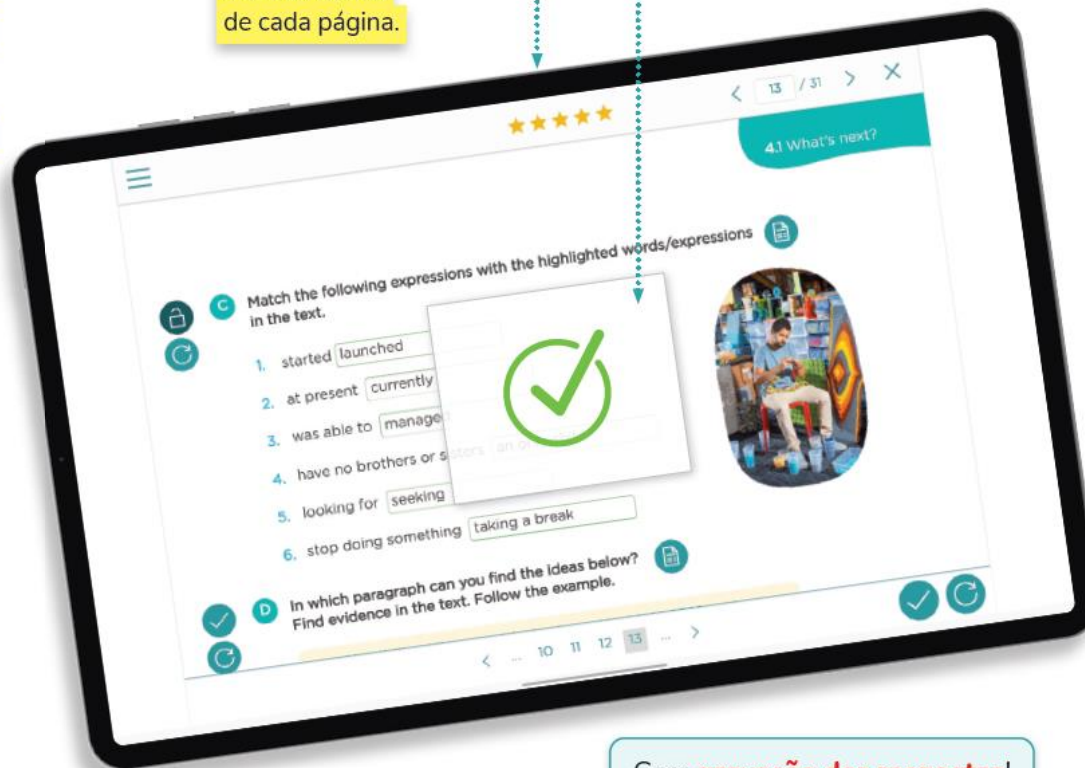 de cada página.
13 / 31
4.1 What's next?
C Match the following expressions with the highlighted words/expressions
in the text.
1. started launched
2. at present currently
3. was able to manage
4. have no brothers or sisters an
5. looking for seeking
6. stop doing something taking a break
D In which paragraph can you find the ideas below?
Find evidence in the text. Follow the example.
... 10 11 12 13 ...